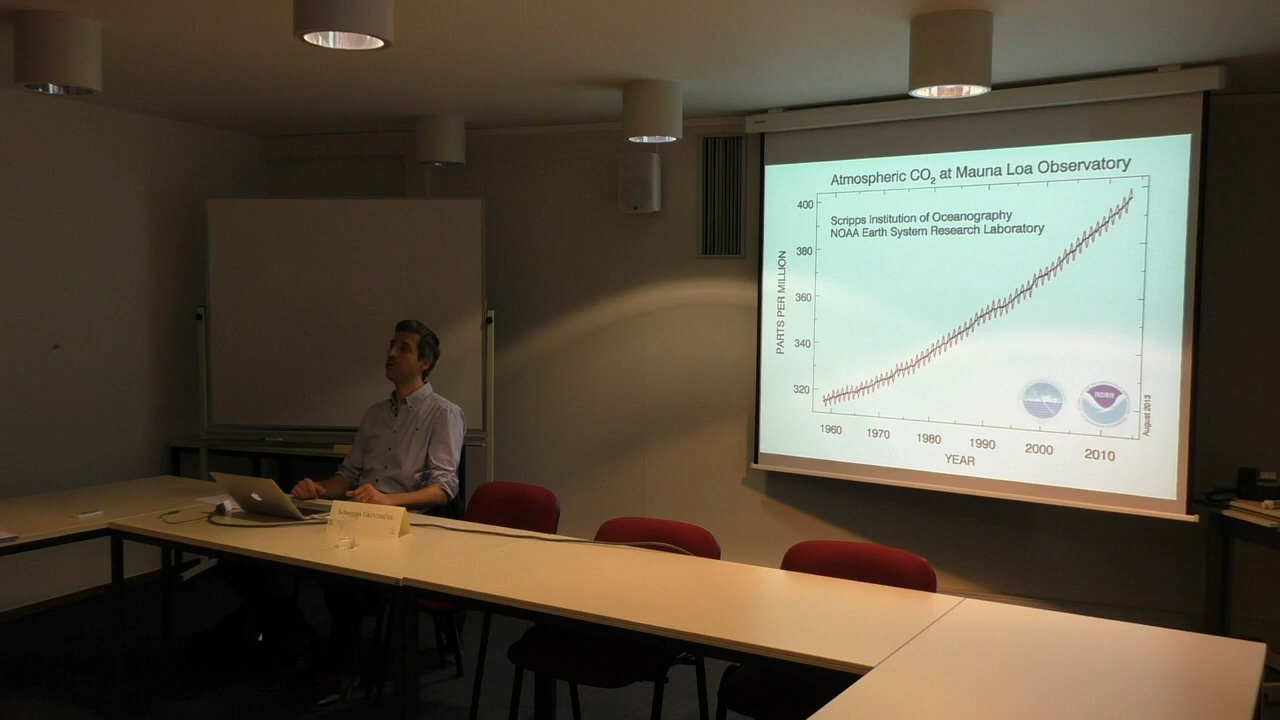 Atmospheric CO₂ at Mauna Loa Observatory
Scripps Institution of Oceanography
NOAA Earth System Research Laboratory
PARTS PER MILLION
400
380
360
340
320
1960 1970 1980 1990 2000 2010
YEAR
NOAA
August 2013
Sebastian